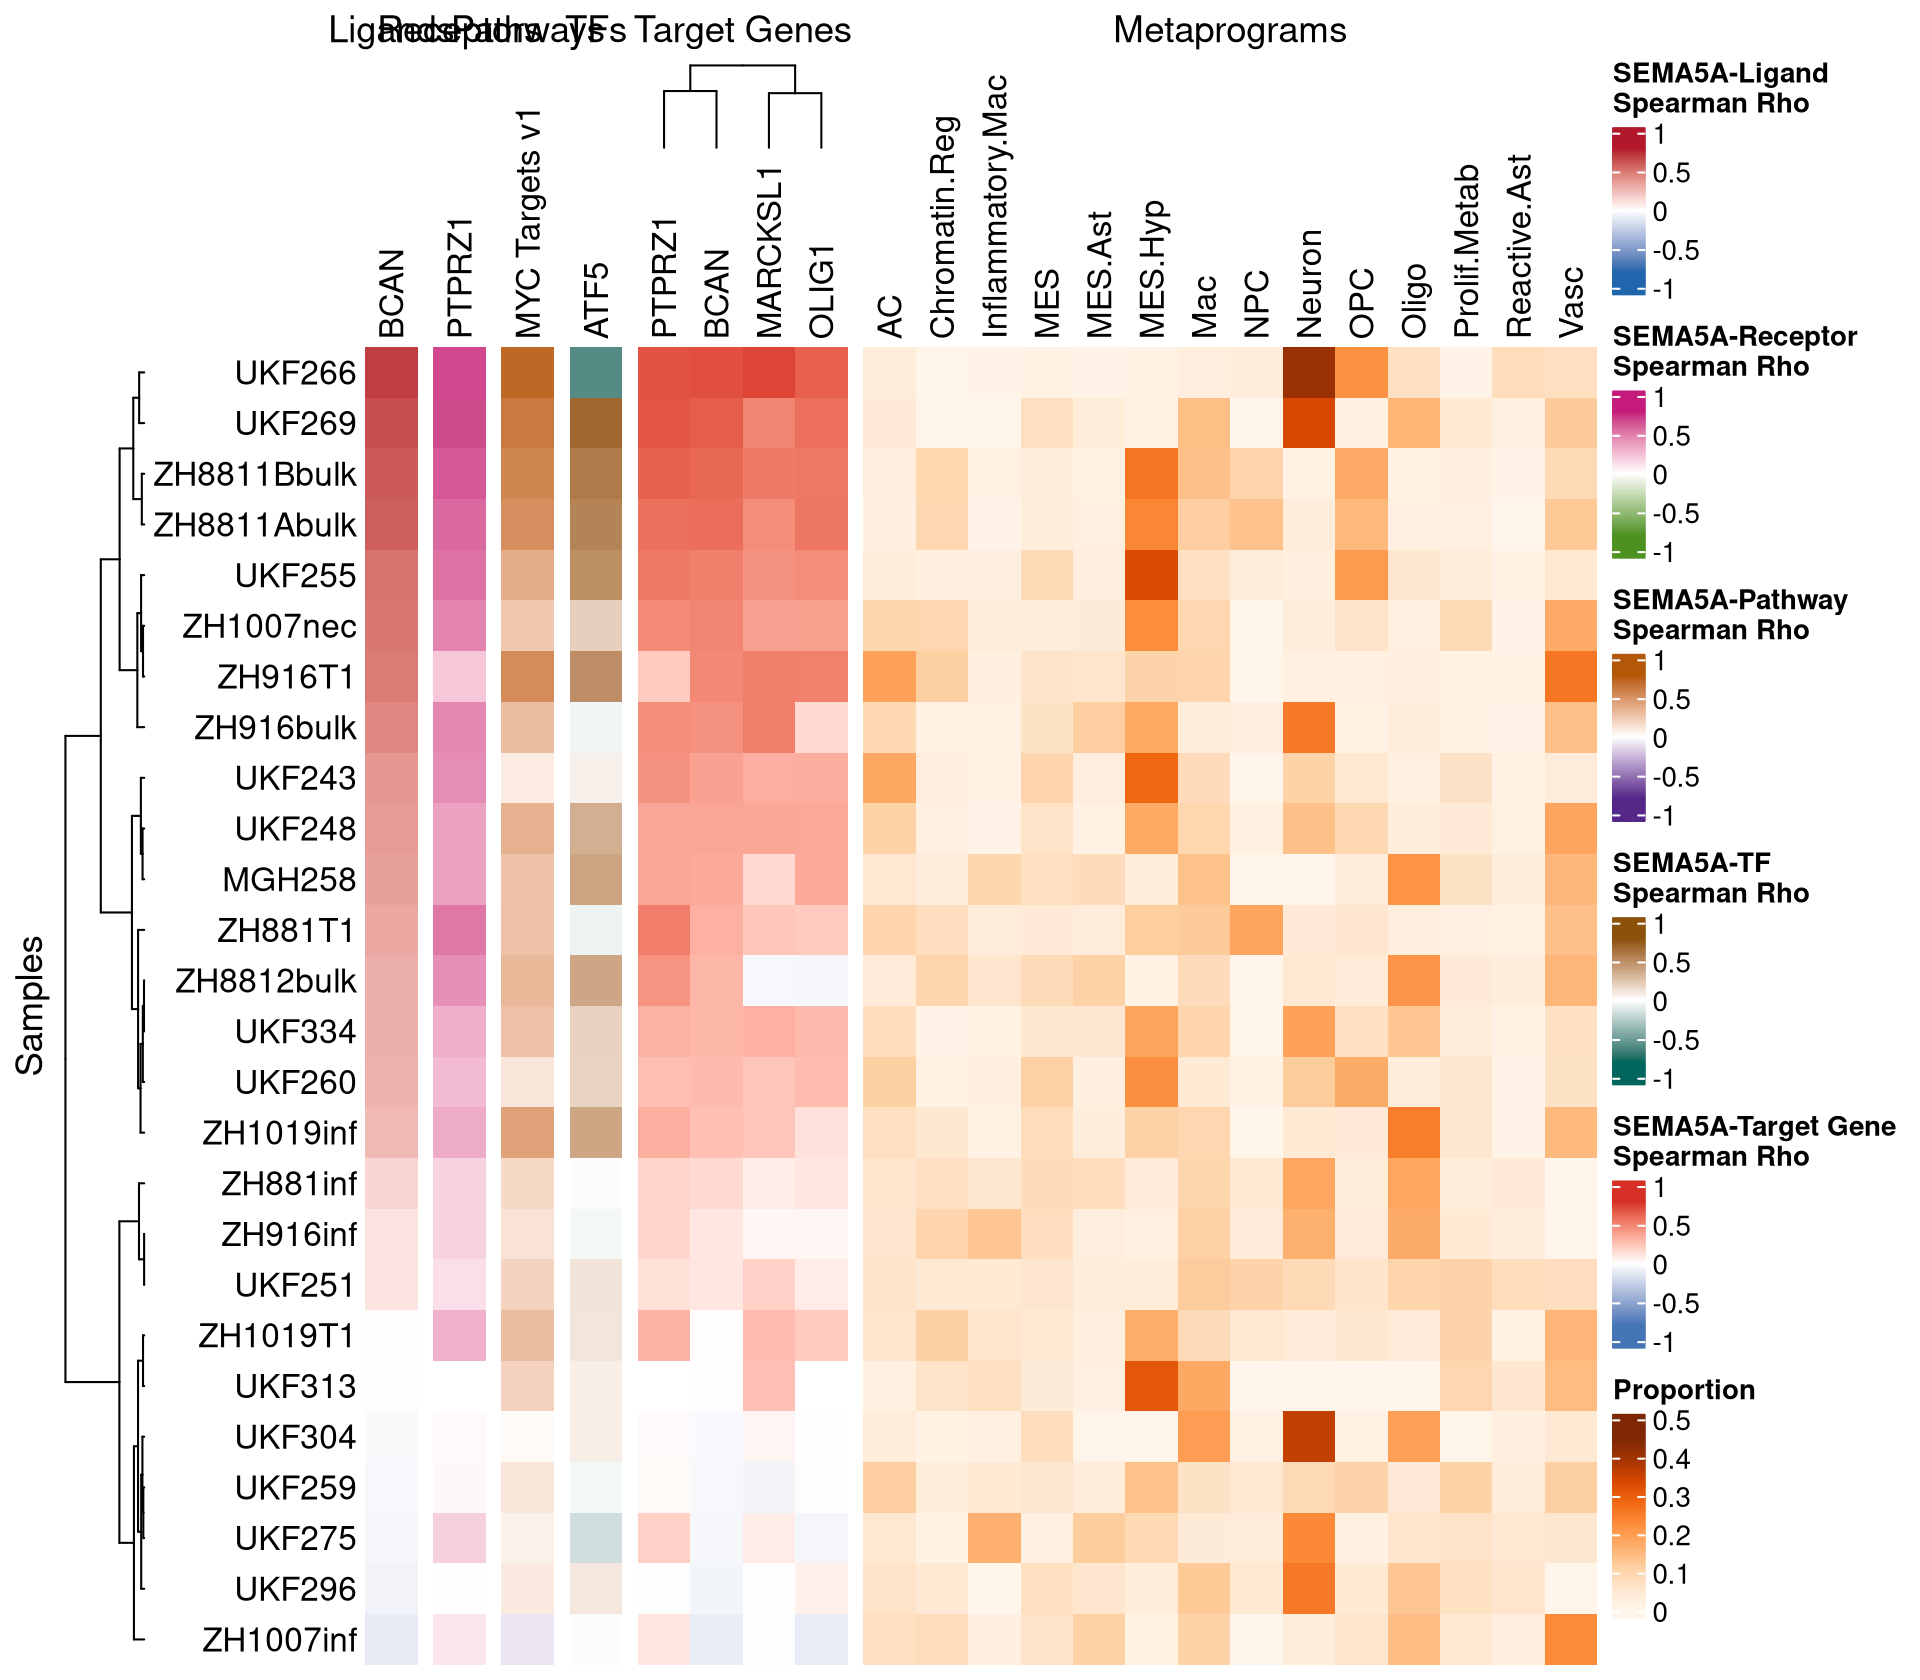 Ligands Receptors Pathways TFs Target Genes Metaprograms
BCAN
PTPRZ1
MYC Targets v1
ATF5
PTPRZ1
BCAN
MARCKSL1
OLIG1
AC
Chromatin.Reg
Inflammatory.Mac
MES
MES.Ast
MES.Hyp
Mac
NPC
Neuron
OPC
Oligo
Prolif.Metab
Reactive.Ast
Vasc
Samples
UKF266
UKF269
ZH8811Bbulk
ZH8811Abulk
UKF255
ZH1007nec
ZH916T1
ZH916bulk
UKF243
UKF248
MGH258
ZH881T1
ZH8812bulk
UKF334
UKF260
ZH1019inf
ZH881inf
ZH916inf
UKF251
ZH1019T1
UKF313
UKF304
UKF259
UKF275
UKF296
ZH1007inf
SEMA5A-Ligand
Spearman Rho
1
0.5
0
-0.5
-1
SEMA5A-Receptor
Spearman Rho
1
0.5
0
-0.5
-1
SEMA5A-Pathway
Spearman Rho
1
0.5
0
-0.5
-1
SEMA5A-TF
Spearman Rho
1
0.5
0
-0.5
-1
SEMA5A-Target Gene
Spearman Rho
1
0.5
0
-0.5
-1
Proportion
0.5
0.4
0.3
0.2
0.1
0